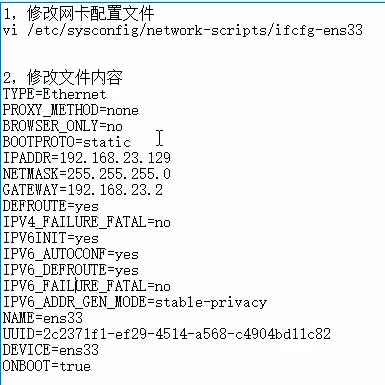 1, 修改网卡配置文件
vi /etc/sysconfig/network-scripts/ifcfg-ens33
2, 修改文件内容
TYPE=Ethernet
PROXY_METHOD=none
BROWSER_ONLY=no
BOOTPROTO=static
IPADDR=192.168.23.129
NETMASK=255.255.255.0
GATEWAY=192.168.23.2
DEFROUTE=yes
IPV4_FAILURE_FATAL=no
IPV6INIT=yes
IPV6_AUTOCONF=yes
IPV6_DEFROUTE=yes
IPV6_FAILURE_FATAL=no
IPV6_ADDR_GEN_MODE=stable-privacy
NAME=ens33
UUID=2c2371f1-ef29-4514-a568-c4904bd11c82
DEVICE=ens33
ONBOOT=true